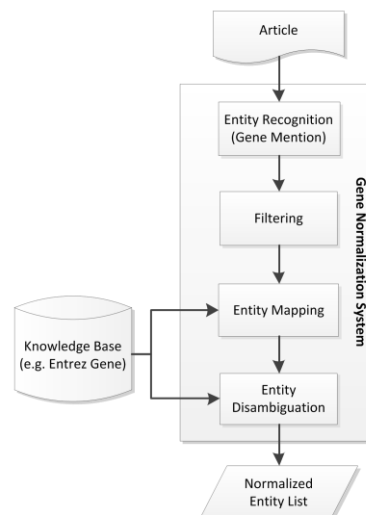 Article
Entity Recognition
(Gene Mention)
Filtering
Gene Normalization System
Entity Mapping
Knowledge Base
(e.g. Entrez Gene)
Entity
Disambiguation
Normalized
Entity List